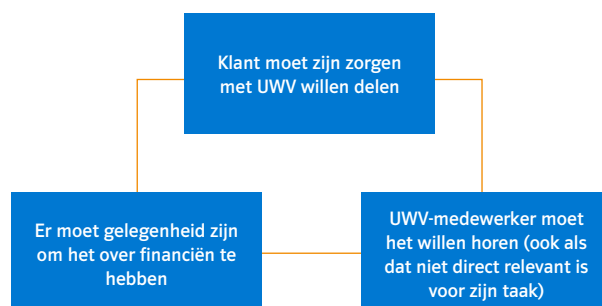 Klant moet zijn zorgen
met UWV willen delen
Er moet gelegenheid zijn
om het over financiën te
hebben
UWV-medewerker moet
het willen horen (ook als
dat niet direct relevant is
voor zijn taak)